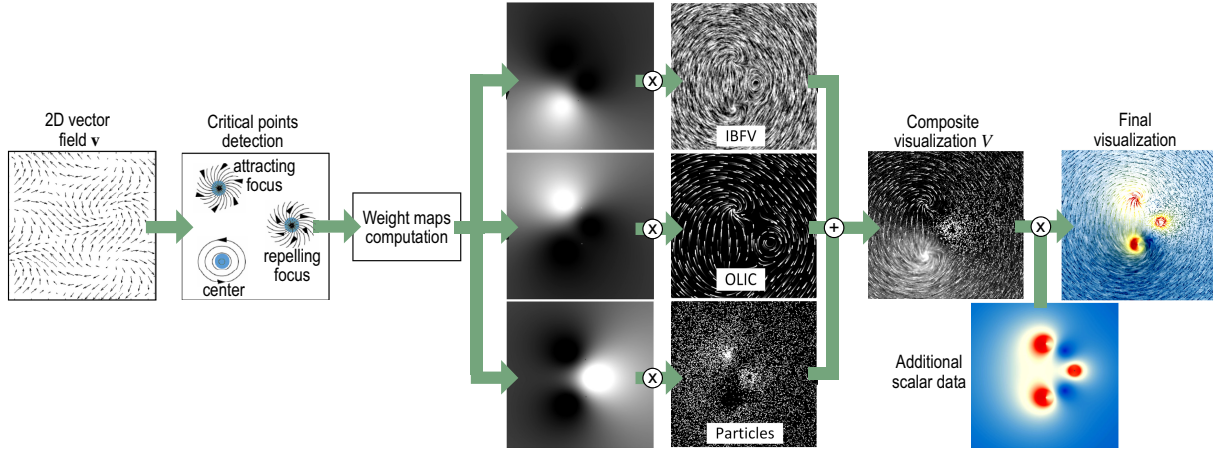 2D vector
field v
Critical points
detection
attracting
focus
repelling
focus
center
Weight maps
computation
x
IBFV
x
OLIC
x
Particles
+
Composite
visualization V
x
Final
visualization
Additional
scalar data